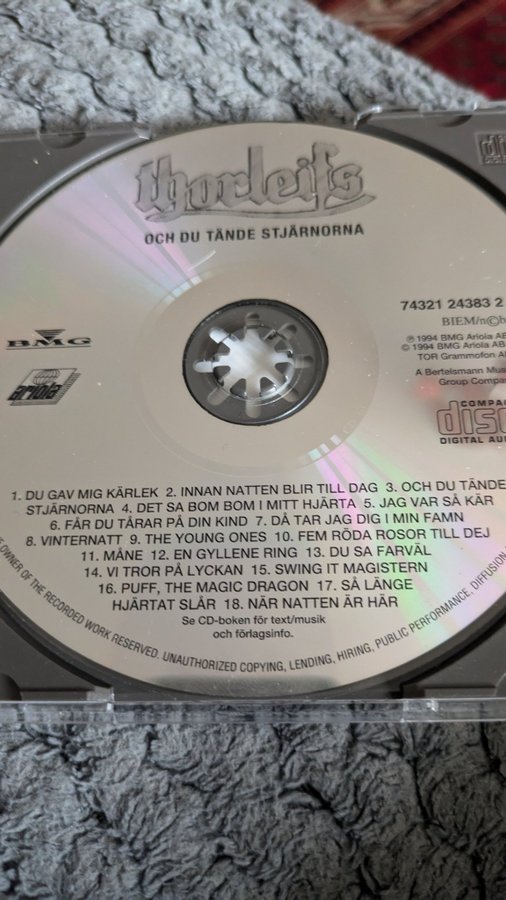 thorleifs
OCH DU TÄNDE STJÄRNORNA
74321 24383 2
BIEM/n©b
BMG
℗ 1994 BMG Ariola AB
© 1994 BMG Ariola AB
TOR Grammofon
ariola
A Bertelsmann
Group
COMPACT
disc
DIGITAL AUDIO
1. DU GAV MIG KÄRLEK 2. INNAN NATTEN BLIR TILL DAG 3. OCH DU TÄNDE
STJÄRNORNA 4. DET SA BOM BOM I MITT HJÄRTA 5. JAG VAR SÅ KÄR
6. FÅR DU TÅRAR PÅ DIN KIND 7. DÅ TAR JAG DIG I MIN FAMN
8. VINTERNATT 9. THE YOUNG ONES 10. FEM RÖDA ROSOR TILL DEJ
11. MÅNE 12. EN GYLLENE RING 13. DU SA FARVÄL
14. VI TROR PÅ LYCKAN 15. SWING IT MAGISTERN
16. PUFF, THE MAGIC DRAGON 17. SÅ LÄNGE
HJÄRTAT SLÅR 18. NÄR NATTEN ÄR HÄR
Se CD-boken för text/musik
och förlagsinfo.
OWNER OF THE RECORDED WORK RESERVED. UNAUTHORIZED COPYING, LENDING, HIRING, PUBLIC PERFORMANCE, DIFFUSION